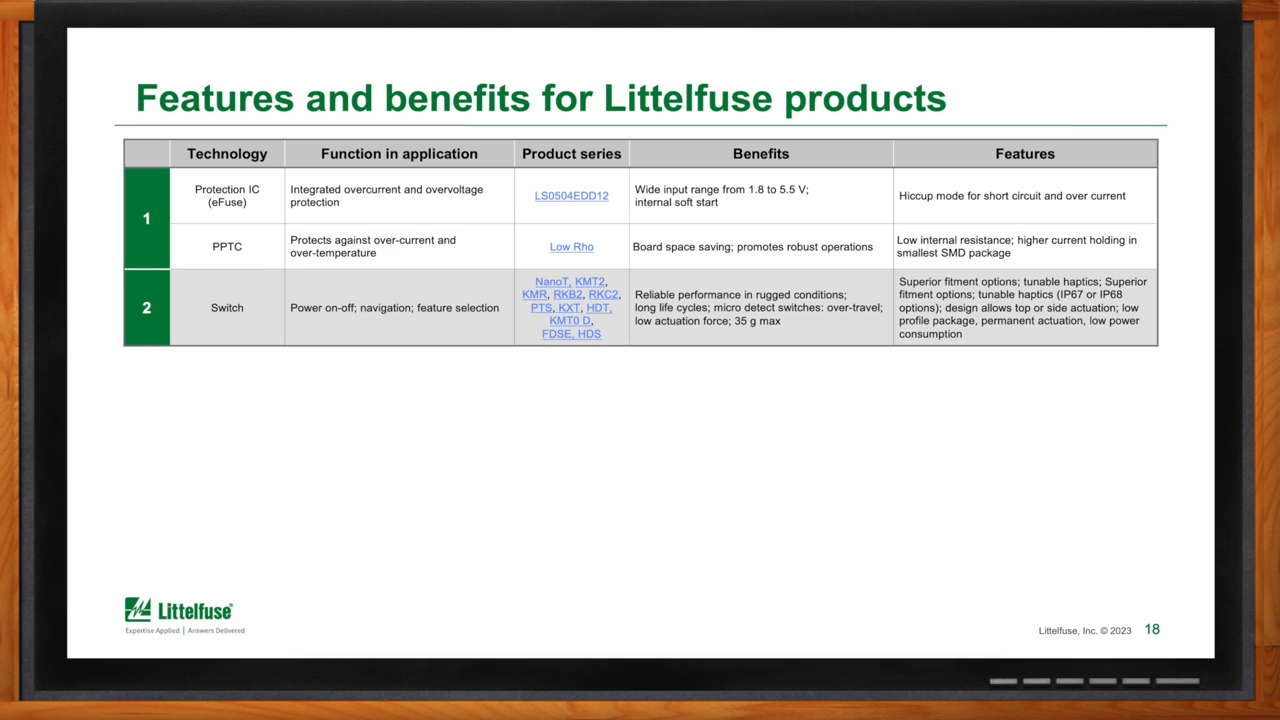 Features and benefits for Littelfuse products
Technology
Function in application
Product series
Benefits
Features
1
Protection IC
(eFuse)
Integrated overcurrent and overvoltage
protection
LS0504EDD12
Wide input range from 1.8 to 5.5 V;
internal soft start
Hiccup mode for short circuit and over current
PPTC
Protects against over-current and
over-temperature
Low Rho
Board space saving; promotes robust operations
Low internal resistance; higher current holding in
smallest SMD package
2
Switch
Power on-off; navigation; feature selection
NanoT, KMT2,
KMR, RKB2, RKC2,
PTS, KXT, HDT,
KMT0 D,
FDSE, HDS
Reliable performance in rugged conditions;
long life cycles; micro detect switches: over-travel;
low actuation force; 35 g max
Superior fitment options; tunable haptics; Superior
fitment options; tunable haptics (IP67 or IP68
options); design allows top or side actuation; low
profile package, permanent actuation, low power
consumption
Littelfuse®
Expertise Applied | Answers Delivered
Littelfuse, Inc. © 2023
18